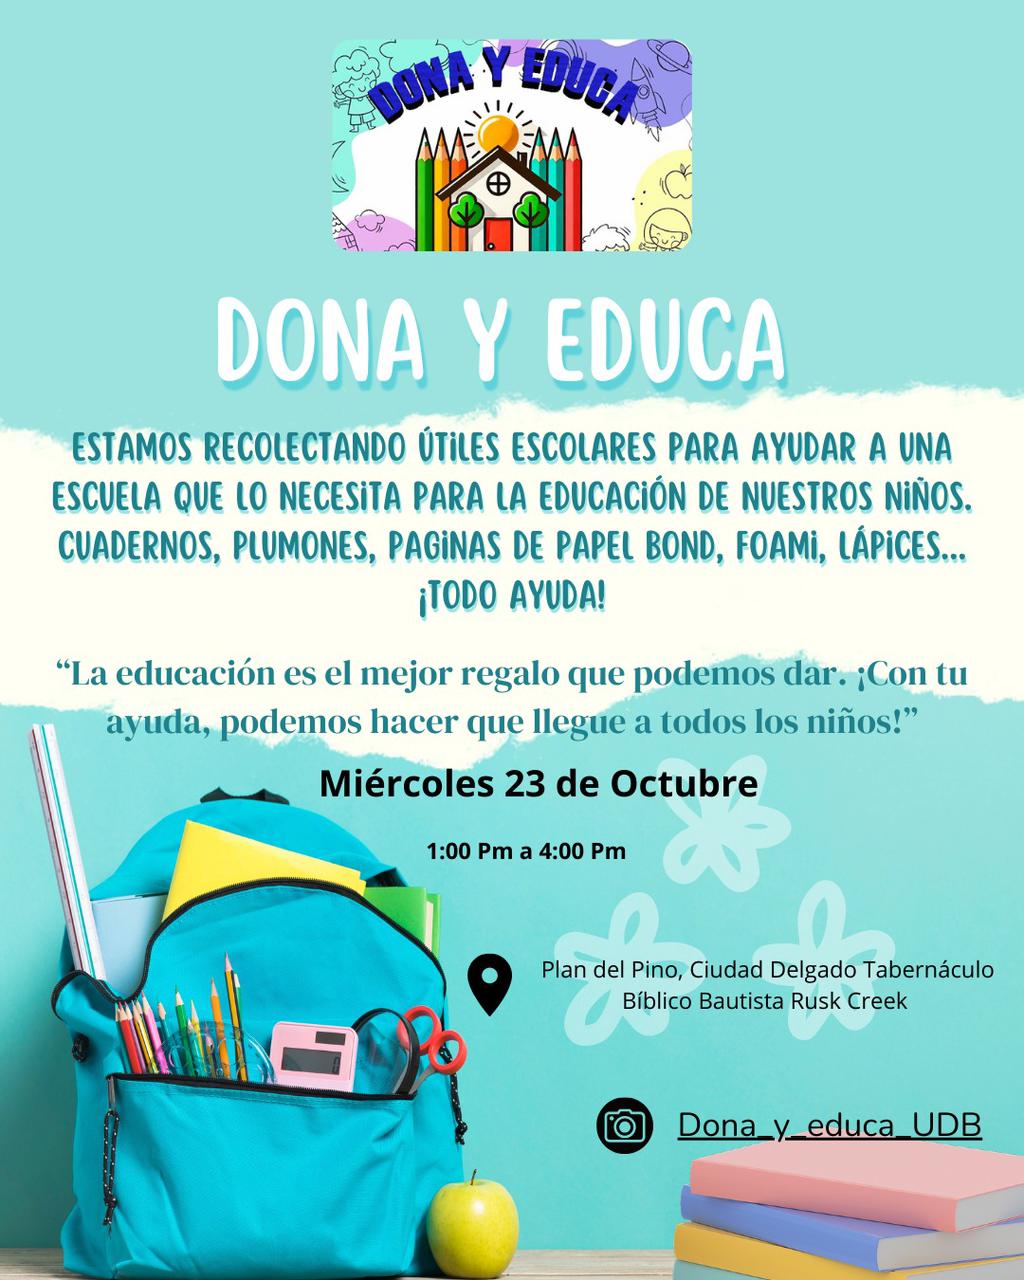 DONA Y EDUCA
DONA Y EDUCA
ESTAMOS RECOLECTANDO ÚTILES ESCOLARES PARA AYUDAR A UNA
ESCUELA QUE LO NECESITA PARA LA EDUCACIÓN DE NUESTROS NIÑOS.
CUADERNOS, PLUMONES, PAGINAS DE PAPEL BOND, FOAMI, LÁPICES...
¡TODO AYUDA!
“La educación es el mejor regalo que podemos dar. ¡Con tu
ayuda, podemos hacer que llegue a todos los niños!”
Miércoles 23 de Octubre
1:00 Pm a 4:00 Pm
Plan del Pino, Ciudad Delgado Tabernáculo
Bíblico Bautista Rusk Creek
Dona_y_educa_UDB